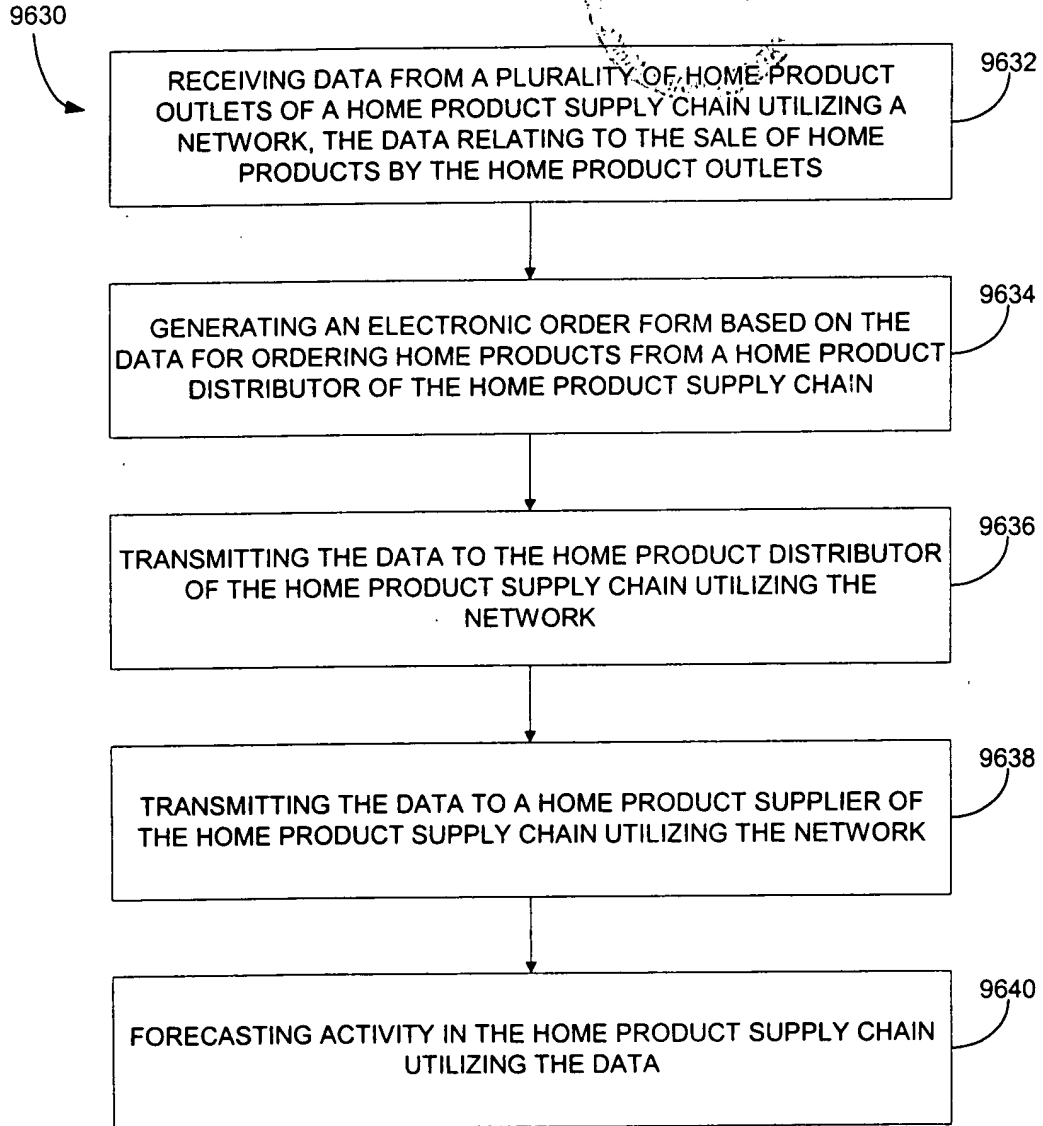 9630
RECEIVING DATA FROM A PLURALITY OF HOME PRODUCT
OUTLETS OF A HOME PRODUCT SUPPLY CHAIN UTILIZING A
NETWORK, THE DATA RELATING TO THE SALE OF HOME
PRODUCTS BY THE HOME PRODUCT OUTLETS
9632
GENERATING AN ELECTRONIC ORDER FORM BASED ON THE
DATA FOR ORDERING HOME PRODUCTS FROM A HOME PRODUCT
DISTRIBUTOR OF THE HOME PRODUCT SUPPLY CHAIN
9634
TRANSMITTING THE DATA TO THE HOME PRODUCT DISTRIBUTOR
OF THE HOME PRODUCT SUPPLY CHAIN UTILIZING THE
NETWORK
9636
TRANSMITTING THE DATA TO A HOME PRODUCT SUPPLIER OF
THE HOME PRODUCT SUPPLY CHAIN UTILIZING THE NETWORK
9638
FORECASTING ACTIVITY IN THE HOME PRODUCT SUPPLY CHAIN
UTILIZING THE DATA
9640